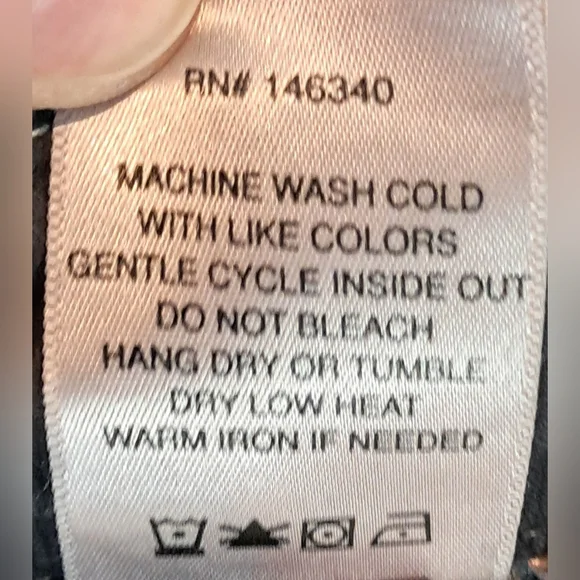 RN# 146340
MACHINE WASH COLD
WITH LIKE COLORS
GENTLE CYCLE INSIDE OUT
DO NOT BLEACH
HANG DRY OR TUMBLE
DRY LOW HEAT
WARM IRON IF NEEDED